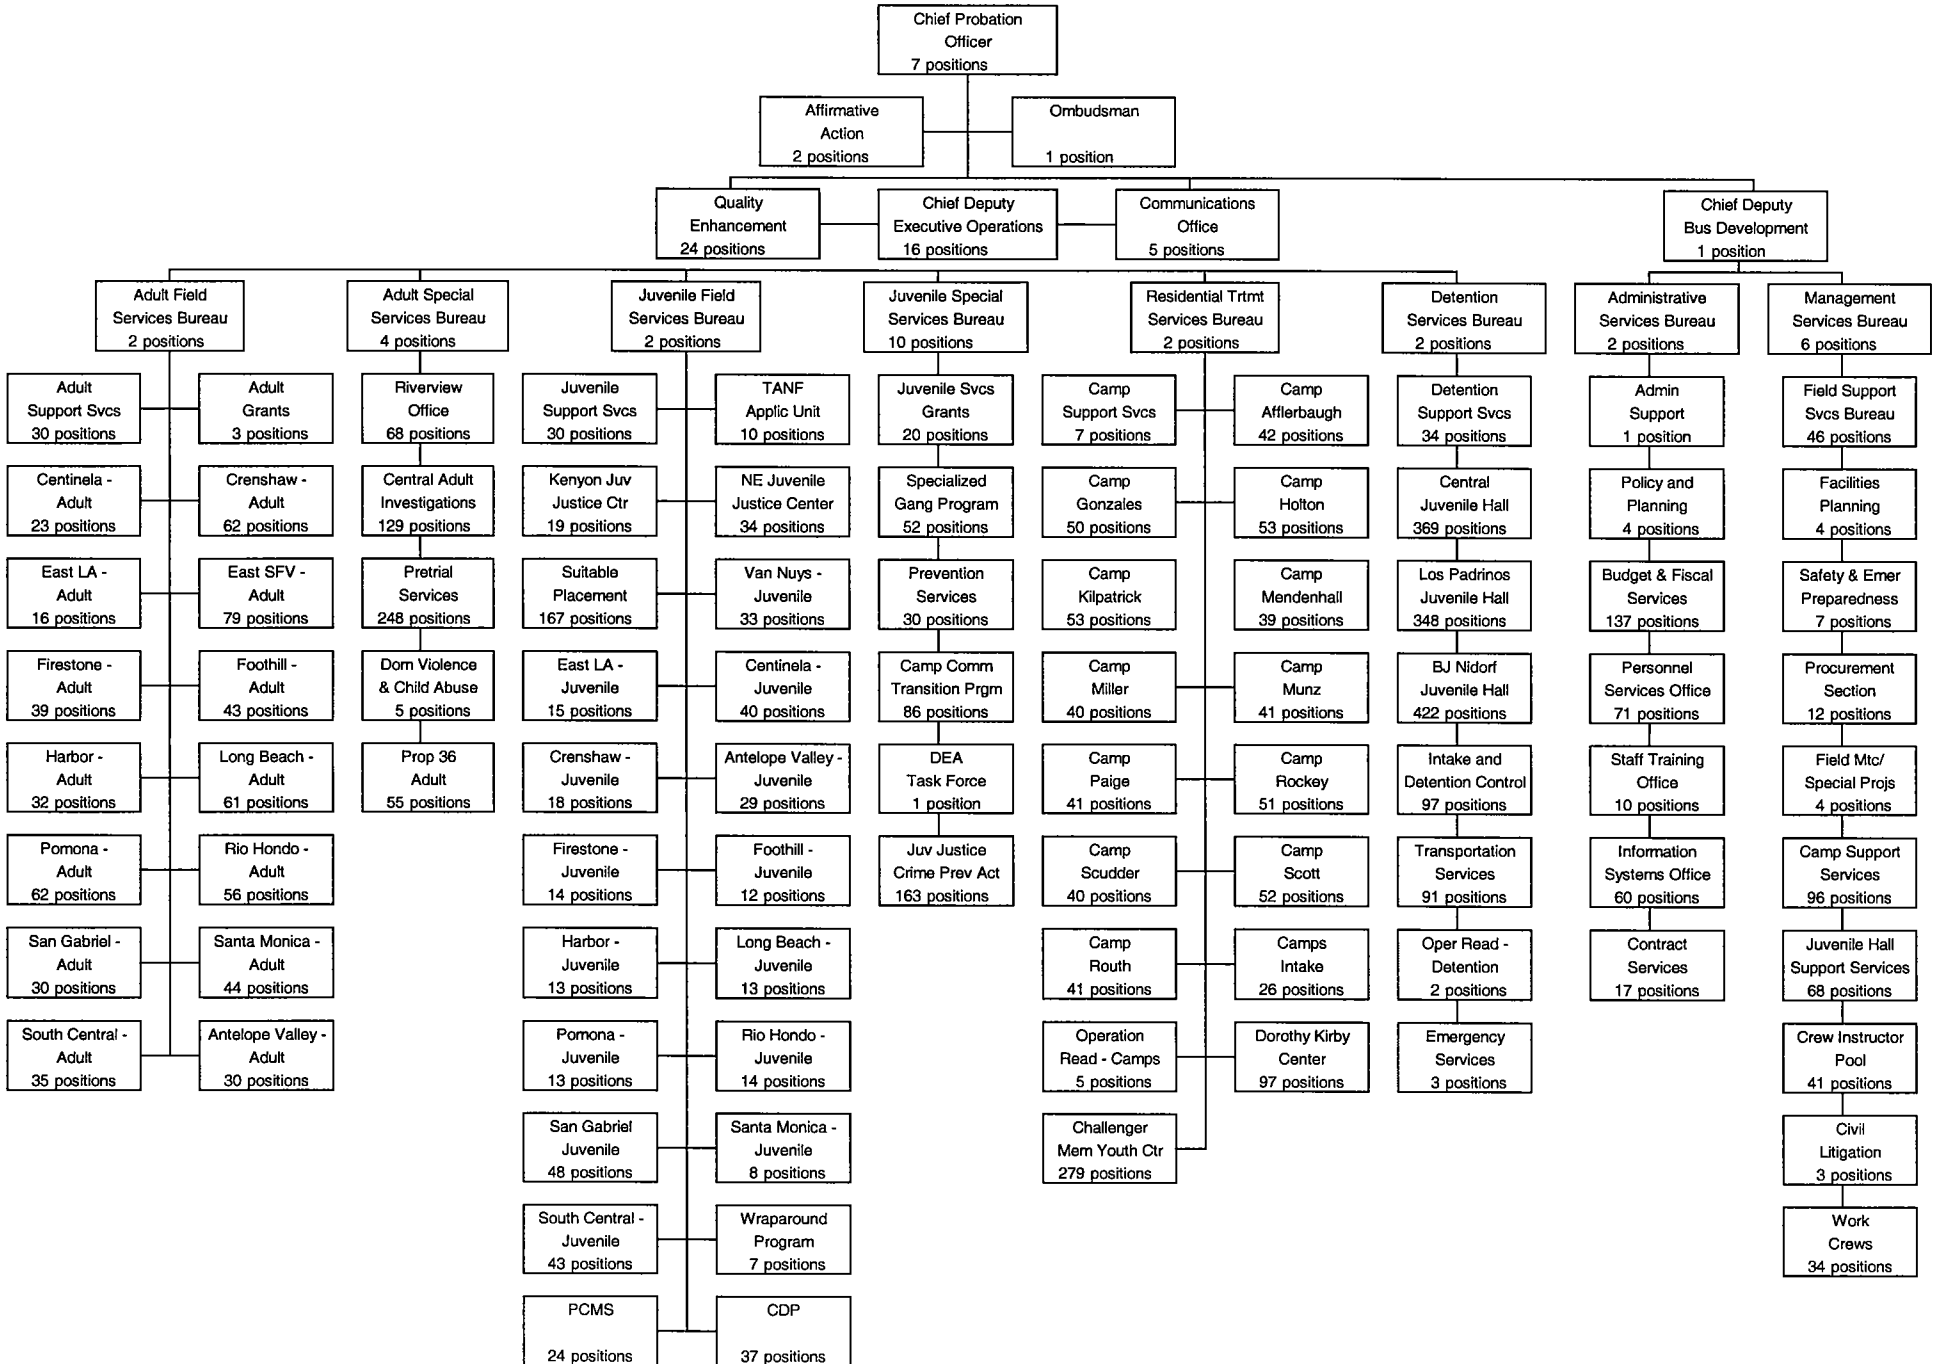 Chief Probation
Officer
7 positions
Affirmative
Action
2 positions
Ombudsman
1 position
Quality
Enhancement
24 positions
Chief Deputy
Executive Operations
16 positions
Communications
Office
5 positions
Chief Deputy
Bus Development
1 position
Adult Field
Services Bureau
2 positions
Adult Special
Services Bureau
4 positions
Juvenile Field
Services Bureau
2 positions
Juvenile Special
Services Bureau
10 positions
Residential Trtmt
Services Bureau
2 positions
Detention
Services Bureau
2 positions
Administrative
Services Bureau
2 positions
Management
Services Bureau
6 positions
Adult
Support Svcs
30 positions
Adult
Grants
3 positions
Centinela -
Adult
23 positions
Crenshaw -
Adult
62 positions
East LA -
Adult
16 positions
East SFV -
Adult
79 positions
Firestone -
Adult
39 positions
Foothill -
Adult
43 positions
Harbor -
Adult
32 positions
Long Beach -
Adult
61 positions
Pomona -
Adult
62 positions
Rio Hondo -
Adult
56 positions
San Gabriel -
Adult
30 positions
Santa Monica -
Adult
44 positions
South Central -
Adult
35 positions
Antelope Valley -
Adult
30 positions
Riverview
Office
68 positions
Central Adult
Investigations
129 positions
Pretrial
Services
248 positions
Dom Violence
& Child Abuse
5 positions
Prop 36
Adult
55 positions
Juvenile
Support Svcs
30 positions
TANF
Applic Unit
10 positions
Kenyon Juv
Justice Ctr
19 positions
NE Juvenile
Justice Center
34 positions
Suitable
Placement
167 positions
Van Nuys -
Juvenile
33 positions
East LA -
Juvenile
15 positions
Centinela -
Juvenile
40 positions
Crenshaw -
Juvenile
18 positions
Antelope Valley -
Juvenile
29 positions
Firestone -
Juvenile
14 positions
Foothill -
Juvenile
12 positions
Harbor -
Juvenile
13 positions
Long Beach -
Juvenile
13 positions
Pomona -
Juvenile
13 positions
Rio Hondo -
Juvenile
14 positions
San Gabriel
Juvenile
48 positions
Santa Monica -
Juvenile
8 positions
South Central -
Juvenile
43 positions
Wraparound
Program
7 positions
PCMS
24 positions
CDP
37 positions
Juvenile Svcs
Grants
20 positions
Specialized
Gang Program
52 positions
Prevention
Services
30 positions
Camp Comm
Transition Prgm
86 positions
DEA
Task Force
1 position
Juv Justice
Crime Prev Act
163 positions
Camp
Support Svcs
7 positions
Camp
Afflerbaugh
42 positions
Camp
Gonzales
50 positions
Camp
Holton
53 positions
Camp
Kilpatrick
53 positions
Camp
Mendenhall
39 positions
Camp
Miller
40 positions
Camp
Munz
41 positions
Camp
Paige
41 positions
Camp
Rockey
51 positions
Camp
Scudder
40 positions
Camp
Scott
52 positions
Camp
Routh
41 positions
Camps
Intake
26 positions
Operation
Read - Camps
5 positions
Dorothy Kirby
Center
97 positions
Challenger
Mem Youth Ctr
279 positions
Detention
Support Svcs
34 positions
Central
Juvenile Hall
369 positions
Los Padrinos
Juvenile Hall
348 positions
BJ Nidorf
Juvenile Hall
422 positions
Intake and
Detention Control
97 positions
Transportation
Services
91 positions
Oper Read -
Detention
2 positions
Emergency
Services
3 positions
Admin
Support
1 position
Policy and
Planning
4 positions
Budget & Fiscal
Services
137 positions
Personnel
Services Office
71 positions
Staff Training
Office
10 positions
Information
Systems Office
60 positions
Contract
Services
17 positions
Field Support
Svcs Bureau
46 positions
Facilities
Planning
4 positions
Safety & Emer
Preparedness
7 positions
Procurement
Section
12 positions
Field Mtc/
Special Projs
4 positions
Camp Support
Services
96 positions
Juvenile Hall
Support Services
68 positions
Crew Instructor
Pool
41 positions
Civil
Litigation
3 positions
Work
Crews
34 positions